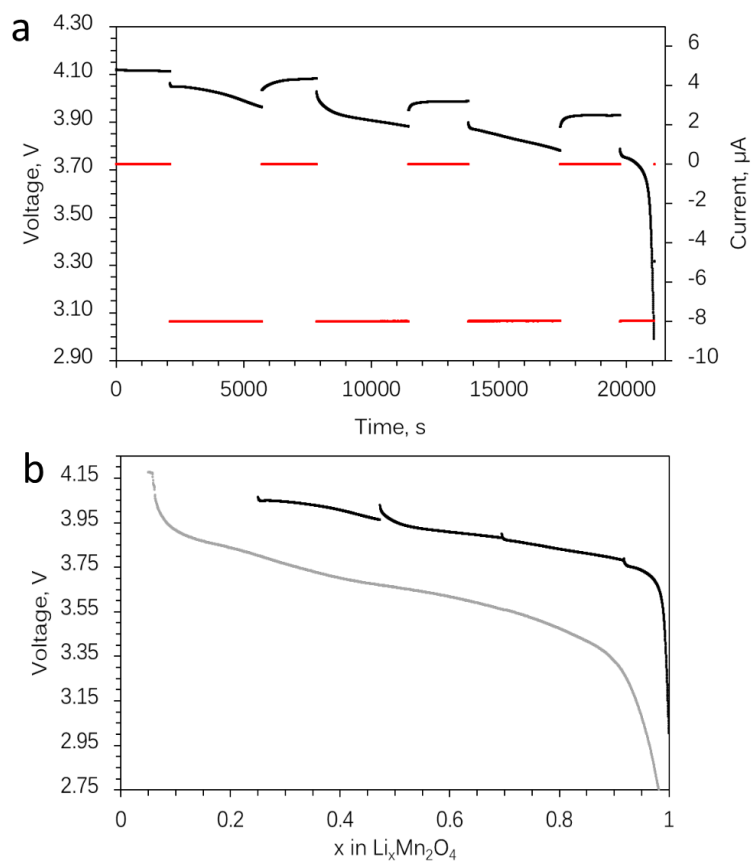 a
4.30
4.10
3.90
3.70
3.50
3.30
3.10
2.90
Voltage, V
6
4
2
0
-2
-4
-6
-8
-10
Current, µA
0 5000 10000 15000 20000
Time, s
b
4.15
3.95
3.75
3.55
3.35
3.15
2.95
2.75
Voltage, V
0 0.2 0.4 0.6 0.8 1
x in LiₓMn₂O₄